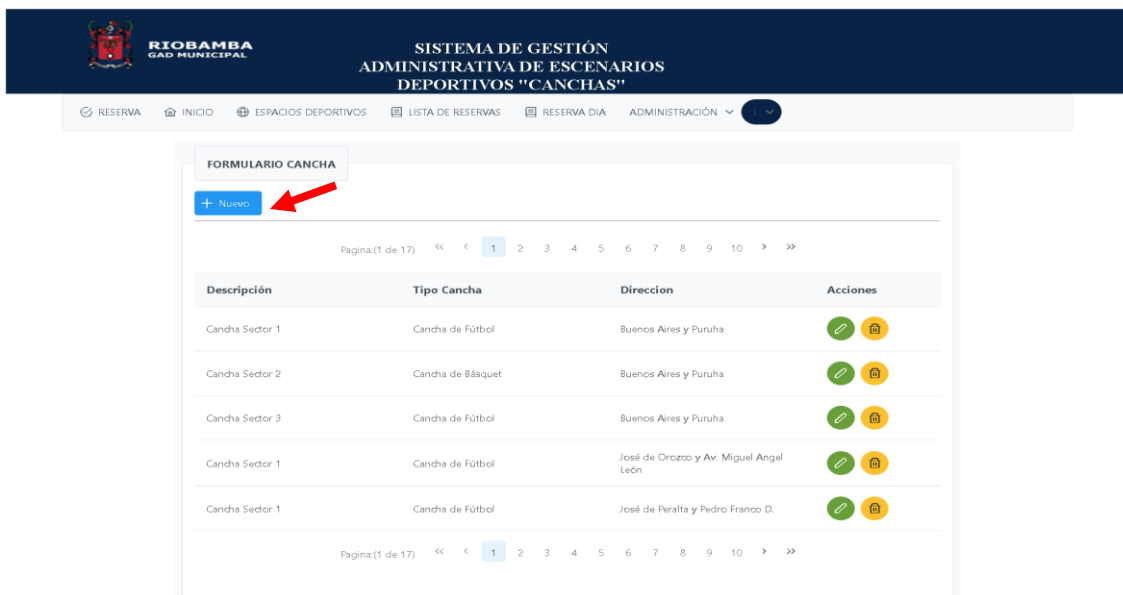 RIOBAMBA
GAD MUNICIPAL
SISTEMA DE GESTIÓN
ADMINISTRATIVA DE ESCENARIOS
DEPORTIVOS "CANCHAS"
RESERVA INICIO ESPACIOS DEPORTIVOS LISTA DE RESERVAS RESERVA DIA ADMINISTRACIÓN
FORMULARIO CANCHA
+ Nuevo
Pagina:(1 de 17) << < 1 2 3 4 5 6 7 8 9 10 > >>
Descripción Tipo Cancha Direccion Acciones
Cancha Sector 1 Cancha de Fútbol Buenos Aires y Puruha
Cancha Sector 2 Cancha de Básquet Buenos Aires y Puruha
Cancha Sector 3 Cancha de Fútbol Buenos Aires y Puruha
Cancha Sector 1 Cancha de Fútbol José de Orozco y Av. Miguel Angel
León
Cancha Sector 1 Cancha de Fútbol José de Peralta y Pedro Franco D.
Pagina:(1 de 17) << < 1 2 3 4 5 6 7 8 9 10 > >>